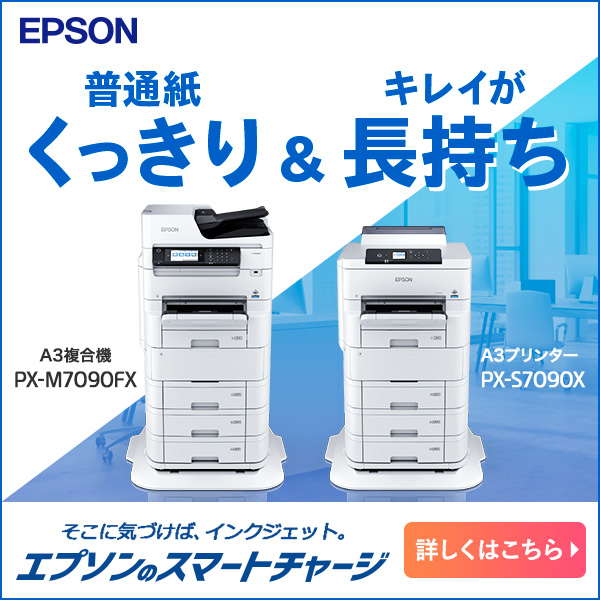 EPSON
普通紙
くっきり
&
キレイが
長持ち
EPSON
EPSON
A3複合機
PX-M7090FX
A3プリンター
PX-S7090X
そこに気づけば、インクジェット。
エプソンのスマートチャージ
詳しくはこちら